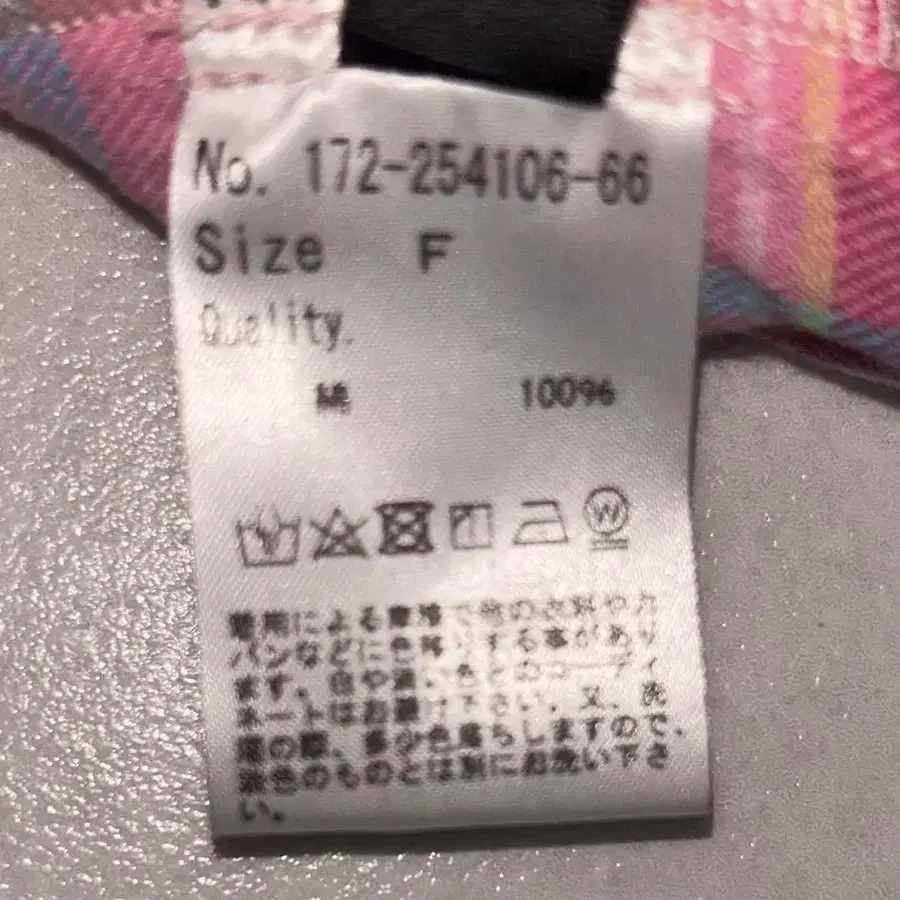 No. 172-254106-66
Size F
Quality.
綿 10096
W
着用による摩擦で他の衣料やカ
バンなどに色移りする事があり
ます。白や濃い色とのコーディ
ネートはお避け下さい。又、洗
濯の際、多少色落ちしますので、
淡色のものとは別にお洗い下さ
い。